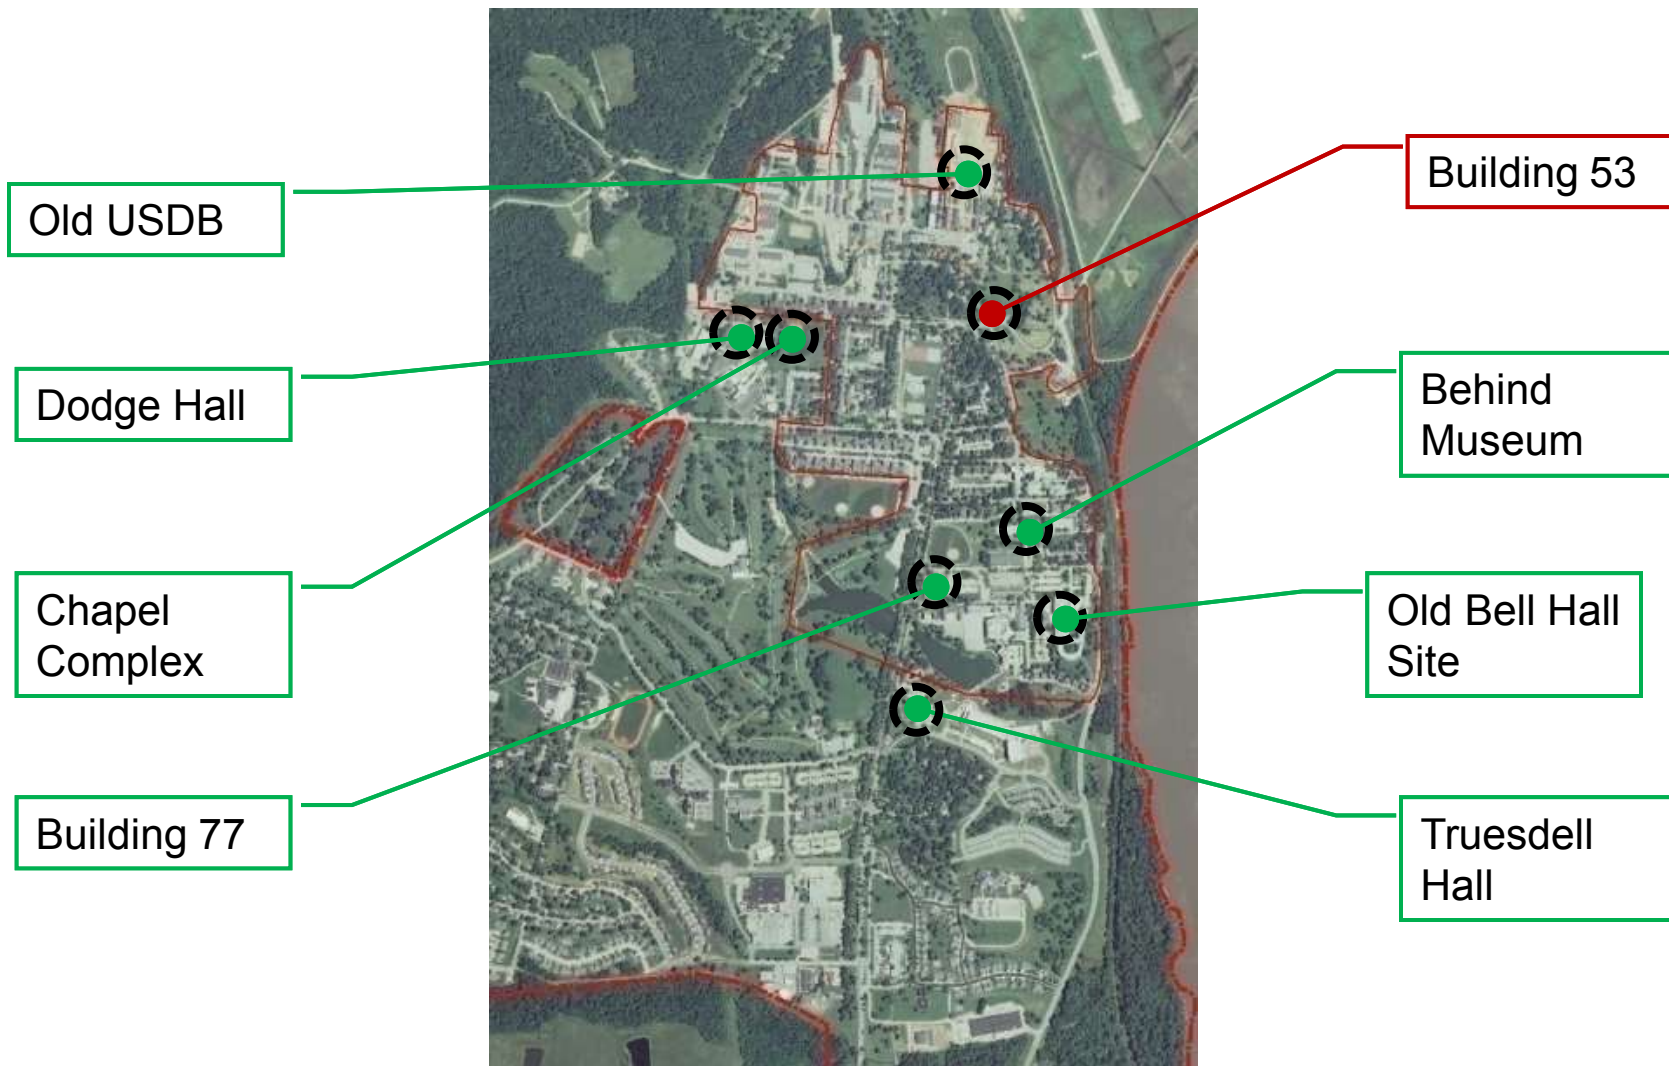 Old USDB
Dodge Hall
Chapel
Complex
Building 77
Building 53
Behind
Museum
Old Bell Hall
Site
Truesdell
Hall